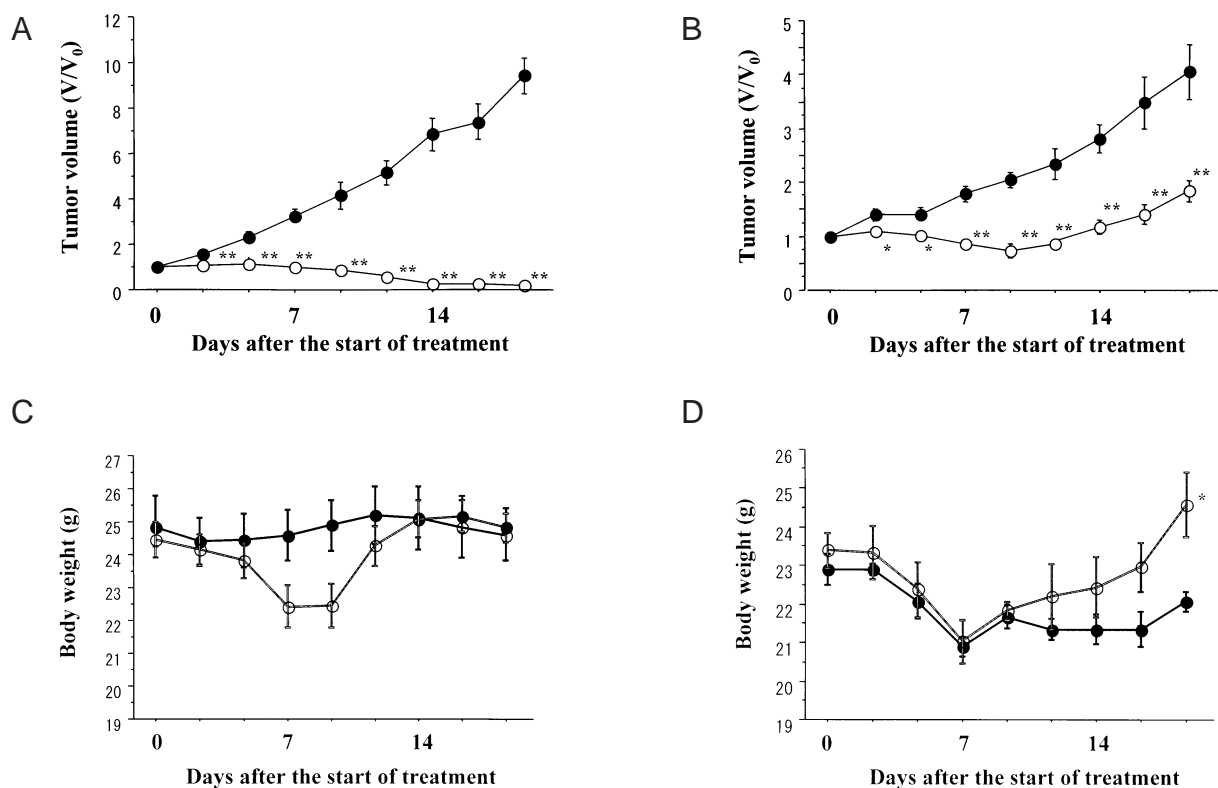 A
Tumor volume (V/V0)
12
10
8
6
4
2
0
** ** ** ** ** ** ** **
0 7 14
Days after the start of treatment
B
Tumor volume (V/V0)
5
4
3
2
1
0
* * ** ** ** ** ** **
0 7 14
Days after the start of treatment
C
Body weight (g)
27
26
25
24
23
22
21
20
19
0 7 14
Days after the start of treatment
D
Body weight (g)
26
25
24
23
22
21
20
19
*
0 7 14
Days after the start of treatment